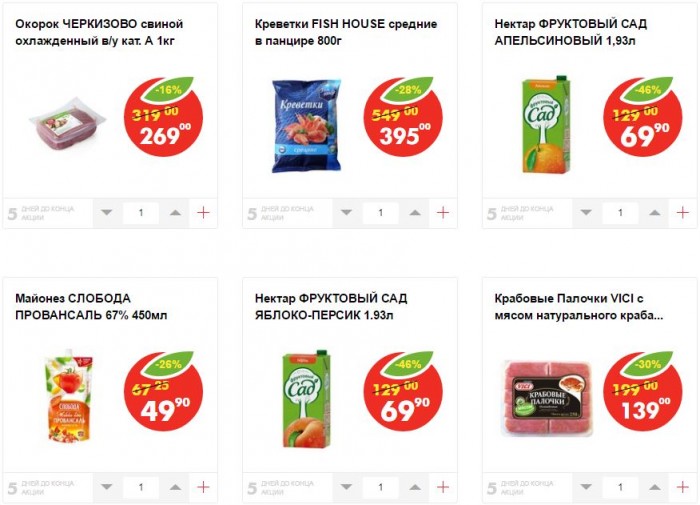 Окорок ЧЕРКИЗОВО свиной
охлажденный в/у кат. А 1кг
-16%
319 00
269 00
5 ДНЕЙ ДО КОНЦА
АКЦИИ
1
+
Креветки FISH HOUSE средние
в панцире 800г
Креветки
-28%
549 00
395 00
5 ДНЕЙ ДО КОНЦА
АКЦИИ
1
+
Нектар ФРУКТОВЫЙ САД
АПЕЛЬСИНОВЫЙ 1,93л
Фруктовый
Сад
-46%
129 00
69 90
5 ДНЕЙ ДО КОНЦА
АКЦИИ
1
+
Майонез СЛОБОДА
ПРОВАНСАЛЬ 67% 450мл
СЛОБОДА
ПРОВАНСАЛЬ
-26%
67 25
49 90
5 ДНЕЙ ДО КОНЦА
АКЦИИ
1
+
Нектар ФРУКТОВЫЙ САД
ЯБЛОКО-ПЕРСИК 1.93л
Фруктовый
Сад
-46%
129 00
69 90
5 ДНЕЙ ДО КОНЦА
АКЦИИ
1
+
Крабовые Палочки VICI с
мясом натурального краба...
VICI
КРАБОВЫЕ
ПАЛОЧКИ
-30%
199 00
139 00
5 ДНЕЙ ДО КОНЦА
АКЦИИ
1
+